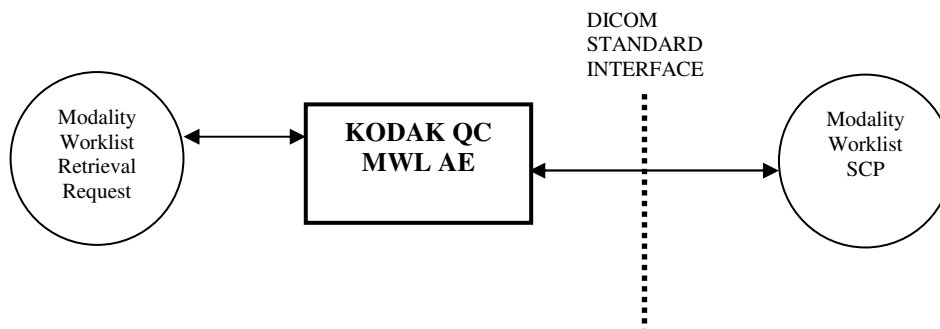 DICOM
STANDARD
INTERFACE
Modality
Worklist
Retrieval
Request
KODAK QC
MWL AE
Modality
Worklist
SCP